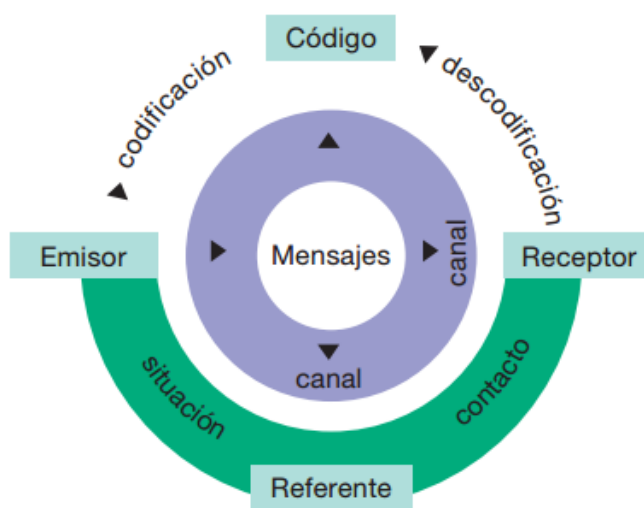 Código
codificación
descodificación
Emisor
Mensajes
canal
Receptor
canal
situación
contacto
Referente